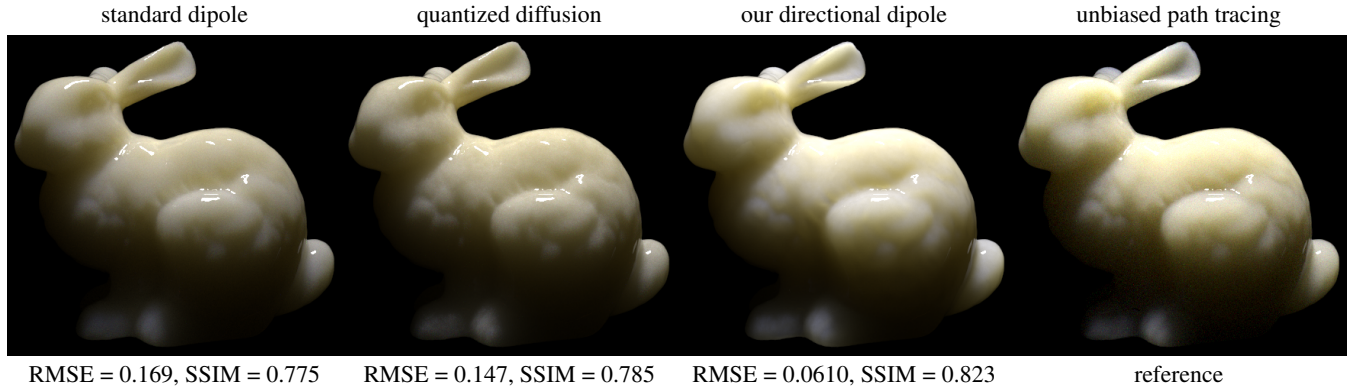 standard dipole
quantized diffusion
our directional dipole
unbiased path tracing
RMSE = 0.169, SSIM = 0.775
RMSE = 0.147, SSIM = 0.785
RMSE = 0.0610, SSIM = 0.823
reference